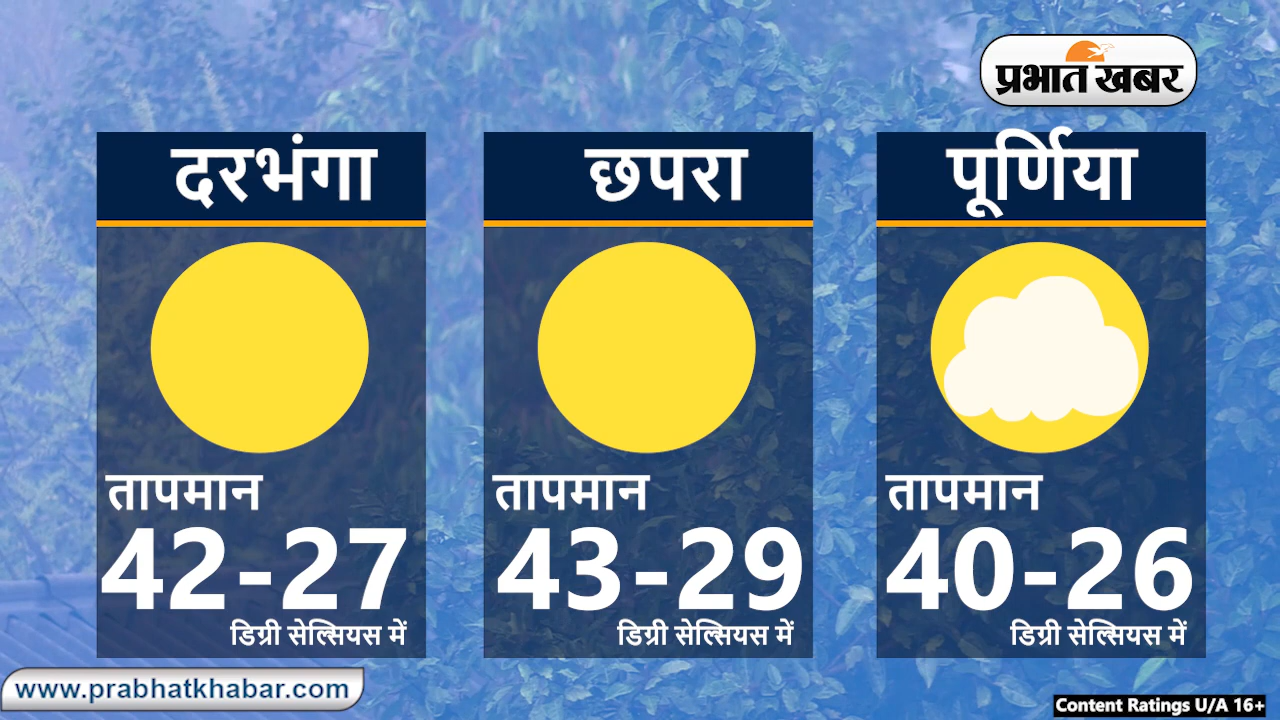 प्रभात खबर
दरभंगा
तापमान
42-27
डिग्री सेल्सियस में
छपरा
तापमान
43-29
डिग्री सेल्सियस में
पूर्णिया
तापमान
40-26
डिग्री सेल्सियस में
www.prabhatkhabar.com
Content Ratings U/A 16+